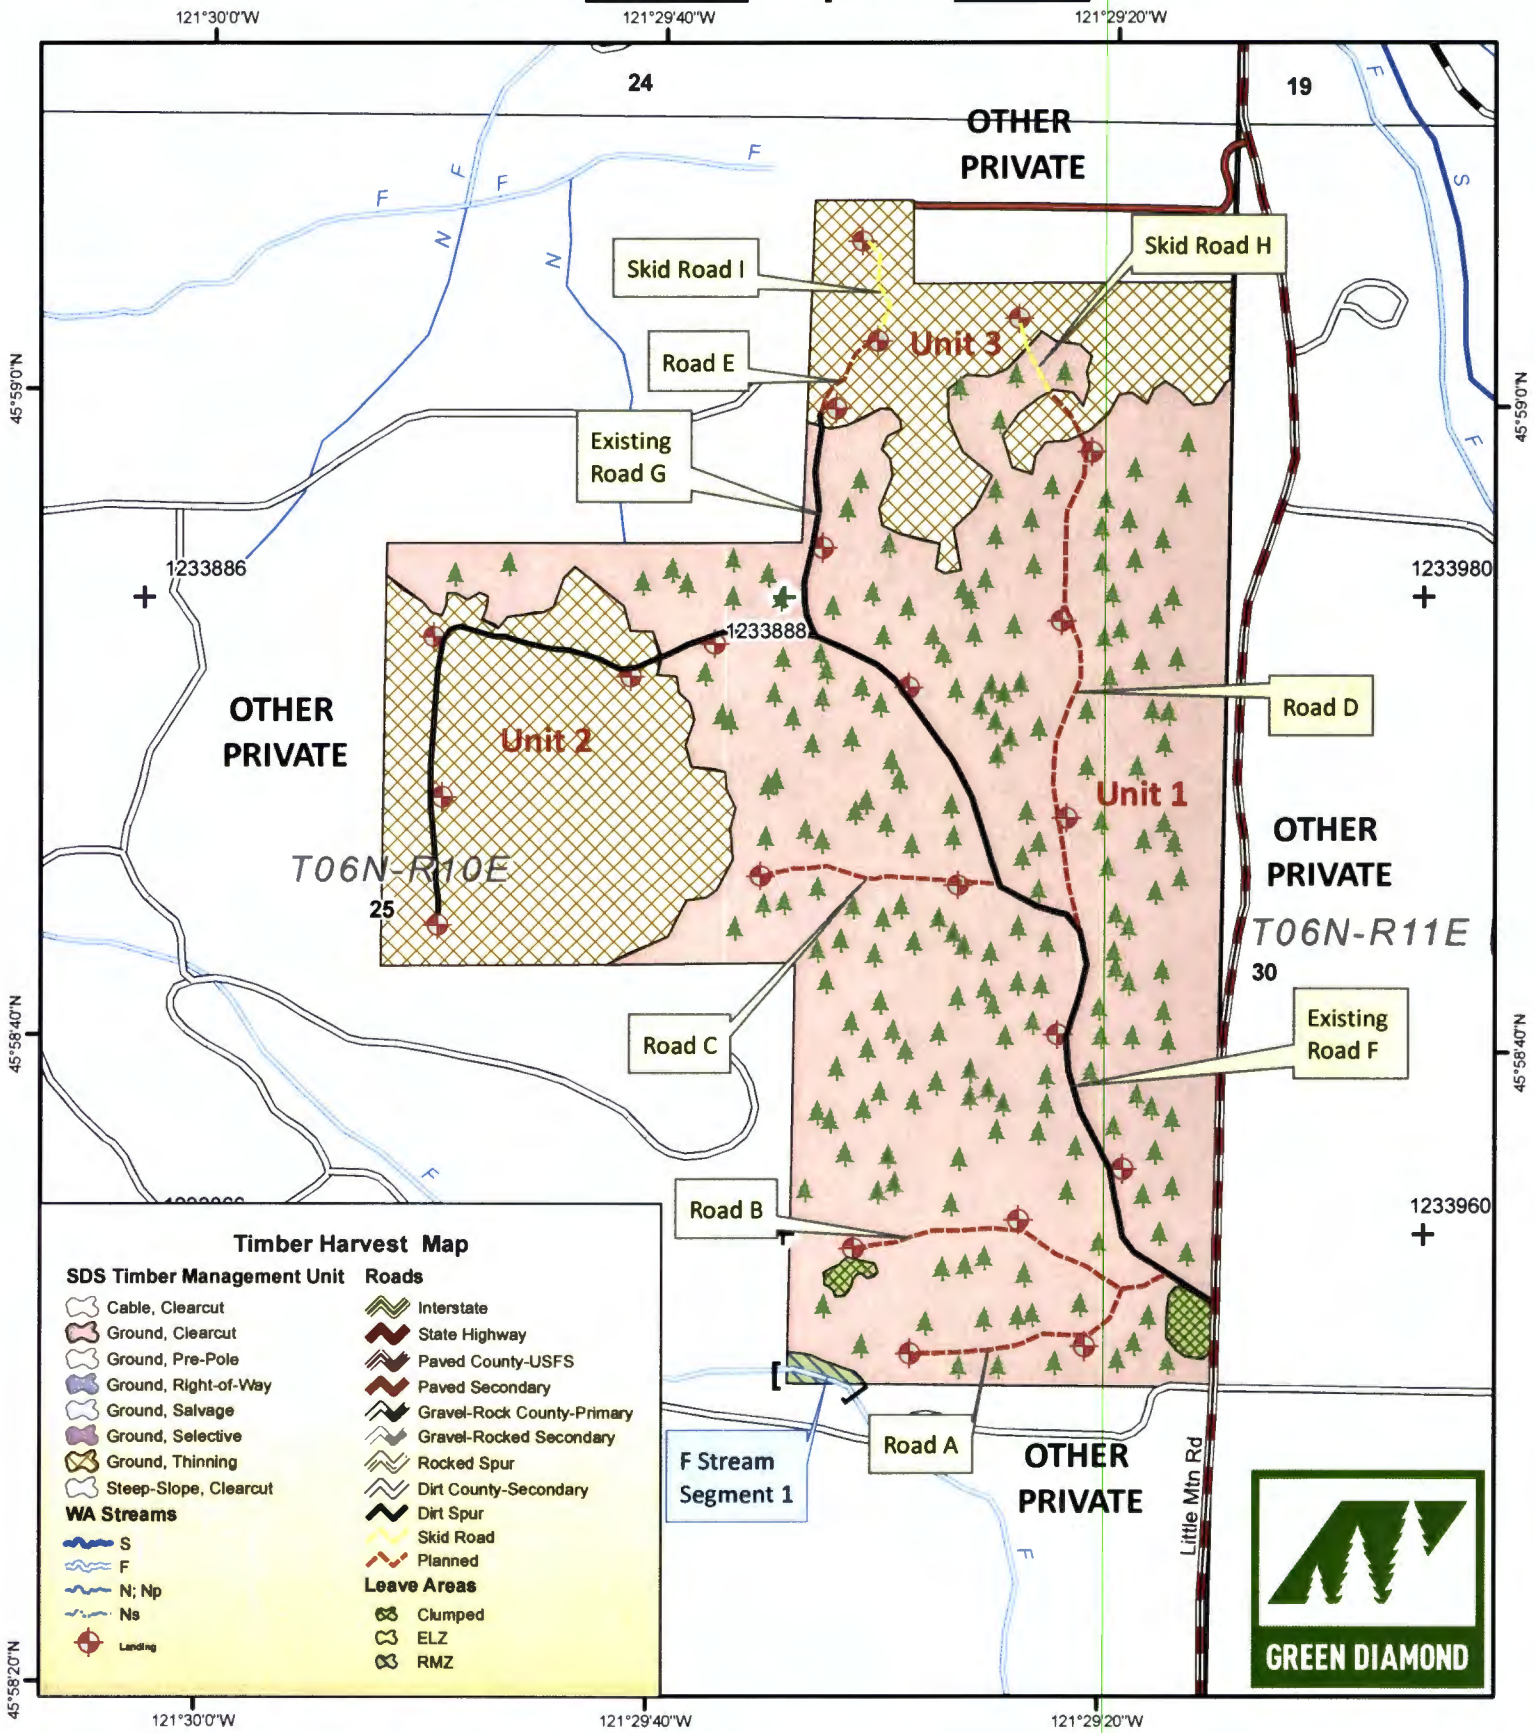 121°30'0"W
121°29'40"W
121°29'20"W
24
19
OTHER
PRIVATE
F
S
F
F
F
F
N
N
Skid Road I
Skid Road H
Unit 3
Road E
45°59'0"N
45°59'0"N
Existing
Road G
F
1233886
1233980
1233888
OTHER
PRIVATE
Road D
Unit 2
Unit 1
OTHER
PRIVATE
T06N-R10E
25
T06N-R11E
30
Existing
Road F
Road C
45°58'40"N
45°58'40"N
F
Road B
1233960
Timber Harvest Map
SDS Timber Management Unit
Cable, Clearcut
Ground, Clearcut
Ground, Pre-Pole
Ground, Right-of-Way
Ground, Salvage
Ground, Selective
Ground, Thinning
Steep-Slope, Clearcut
WA Streams
S
F
N; Np
Ns
Landing
Roads
Interstate
State Highway
Paved County-USFS
Paved Secondary
Gravel-Rock County-Primary
Gravel-Rocked Secondary
Rocked Spur
Dirt County-Secondary
Dirt Spur
Skid Road
Planned
Leave Areas
Clumped
ELZ
RMZ
F Stream
Segment 1
Road A
OTHER
PRIVATE
Little Mtn Rd
F
GREEN DIAMOND
45°58'20"N
121°30'0"W
121°29'40"W
121°29'20"W